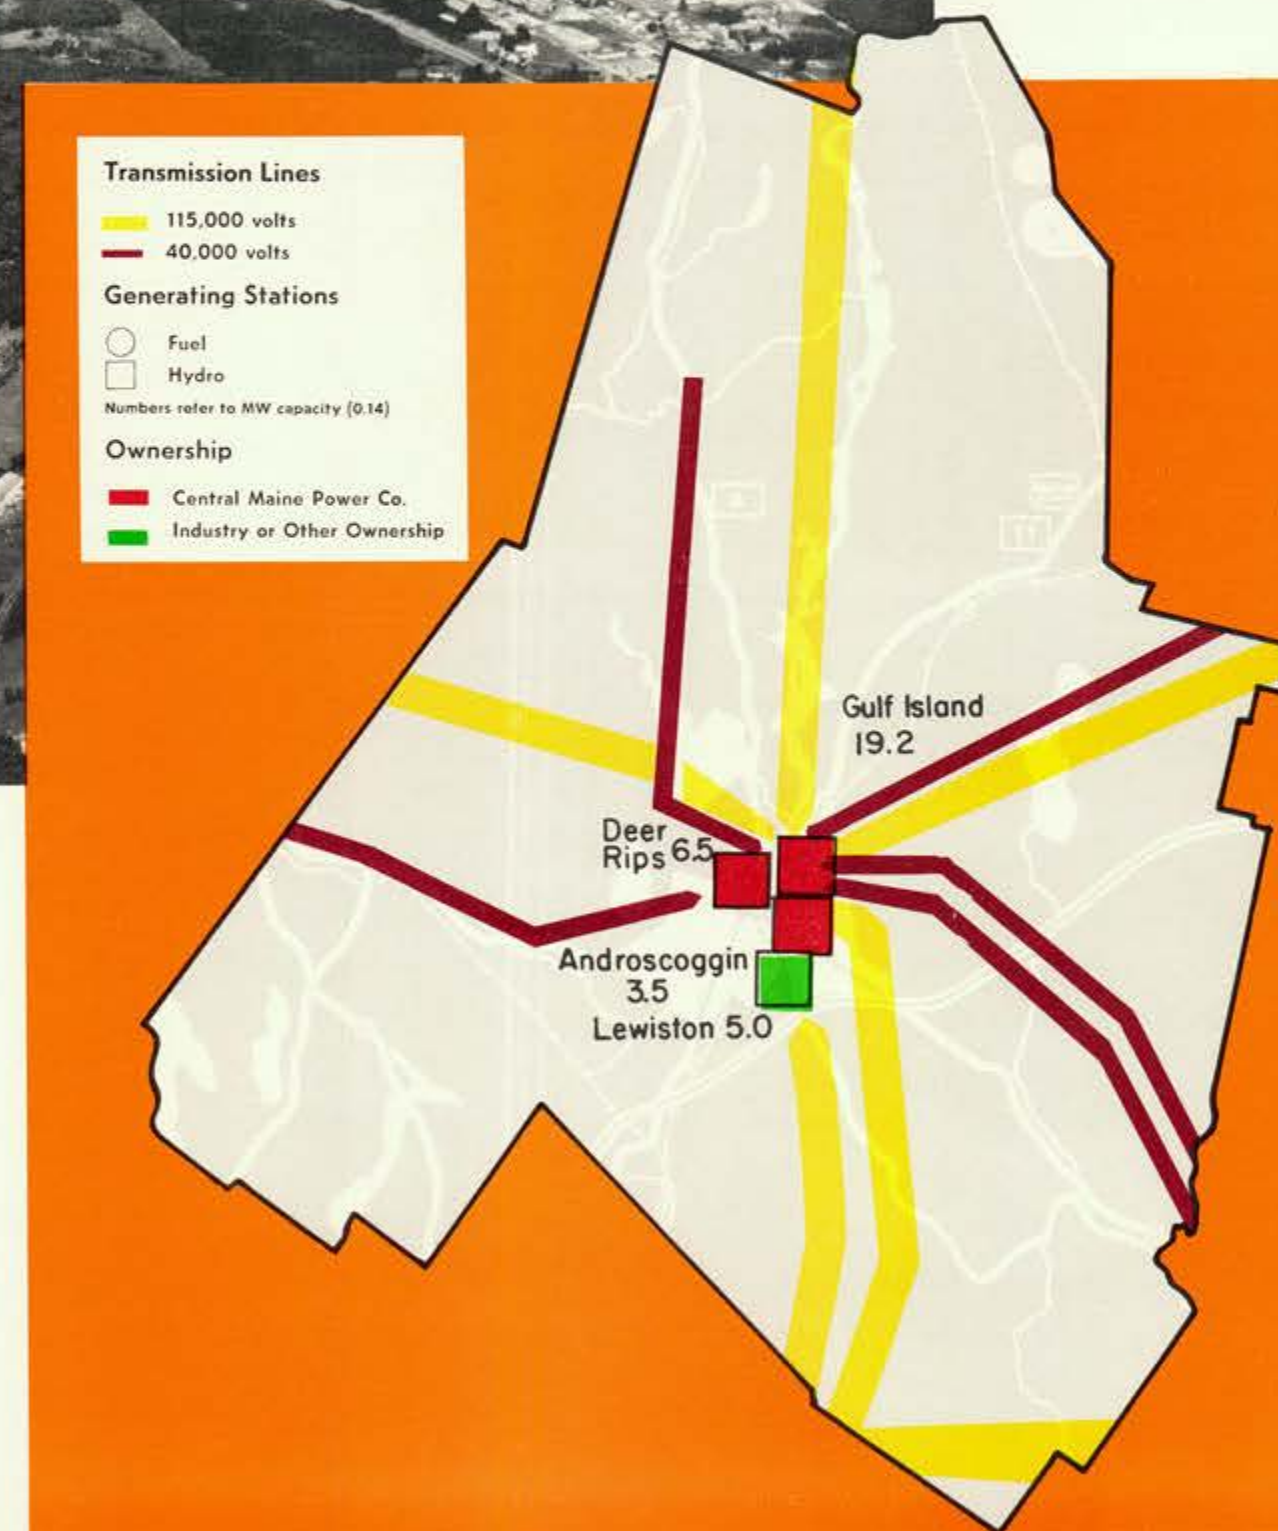 Transmission Lines
115,000 volts
40,000 volts
Generating Stations
Fuel
Hydro
Numbers refer to MW capacity (0.14)
Ownership
Central Maine Power Co.
Industry or Other Ownership
4
11
Gulf Island
19.2
Deer
Rips 6.5
Androscoggin
3.5
Lewiston 5.0